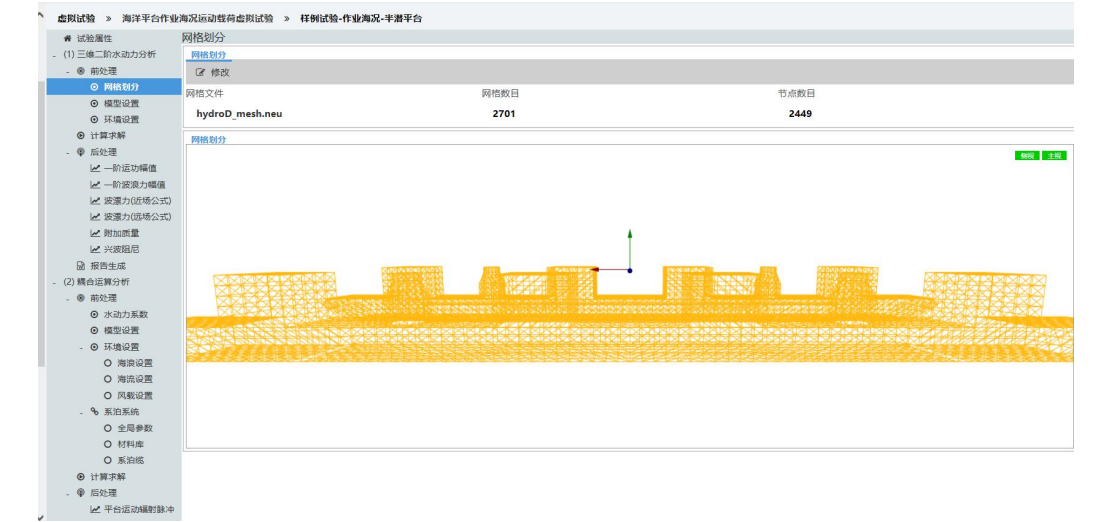 虚拟试验 » 海洋平台作业海况运动载荷虚拟试验 » 样例试验-作业海况-半潜平台
试验属性
网格划分
(1) 三维二阶水动力分析
网格划分
前处理
修改
网格划分
网格文件 网格数目 节点数目
模型设置
hydroD_mesh.neu 2701 2449
环境设置
计算求解
网格划分
后处理
侧视 主视
一阶运动幅值
一阶波浪力幅值
波漂力(近场公式)
波漂力(远场公式)
附加质量
兴波阻尼
报告生成
(2) 耦合运算分析
前处理
水动力系数
模型设置
环境设置
海浪设置
海流设置
风载设置
系泊系统
全局参数
材料库
系泊缆
计算求解
后处理
平台运动辐射脉冲